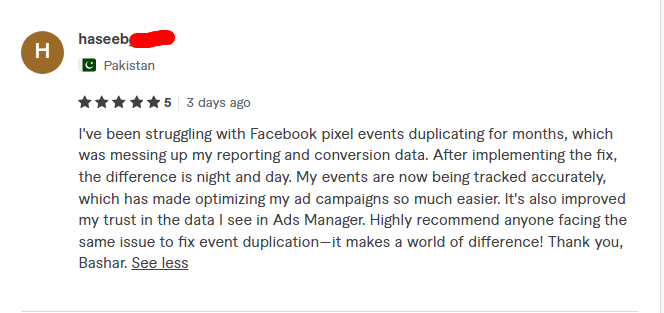 H
haseeb
Pakistan
5 | 3 days ago
I've been struggling with Facebook pixel events duplicating for months, which
was messing up my reporting and conversion data. After implementing the fix,
the difference is night and day. My events are now being tracked accurately,
which has made optimizing my ad campaigns so much easier. It's also improved
my trust in the data I see in Ads Manager. Highly recommend anyone facing the
same issue to fix event duplication—it makes a world of difference! Thank you,
Bashar. See less